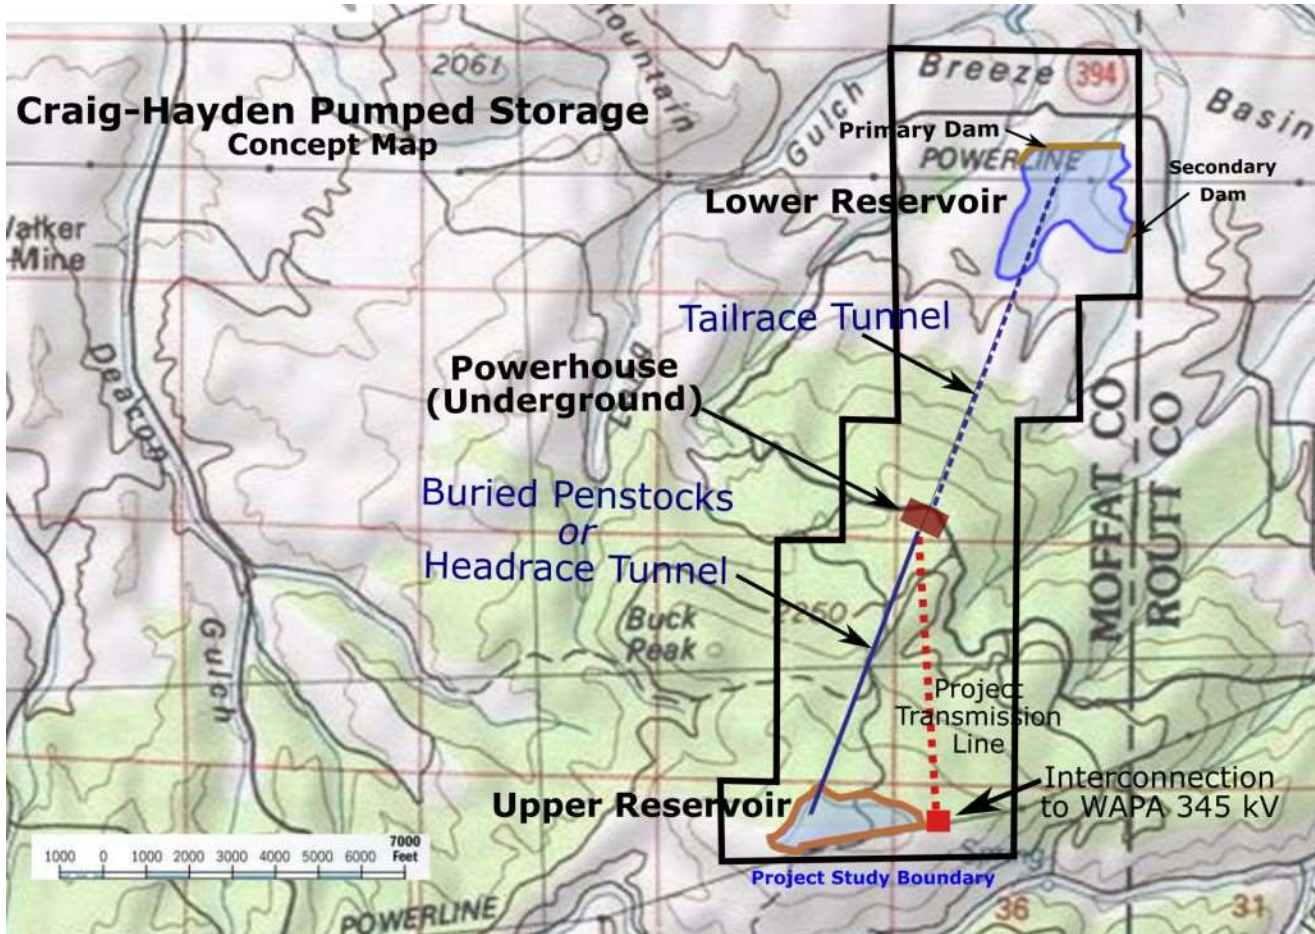 Craig-Hayden Pumped Storage
Concept Map
2061
Mountain
Gulch
Breeze
394
Basin
Primary Dam
POWERLINE
Secondary
Dam
Lower Reservoir
Walker
Mine
Tailrace Tunnel
Long
Powerhouse
(Underground)
Deacon
Gulch
Buried Penstocks
or
Headrace Tunnel
MOFFAT CO
ROUTT CO
Buck
Peak
2250
Project
Transmission
Line
Interconnection
to WAPA 345 kV
Upper Reservoir
Spring
Project Study Boundary
1000 0 1000 2000 3000 4000 5000 6000 7000
Feet
POWERLINE
36
31